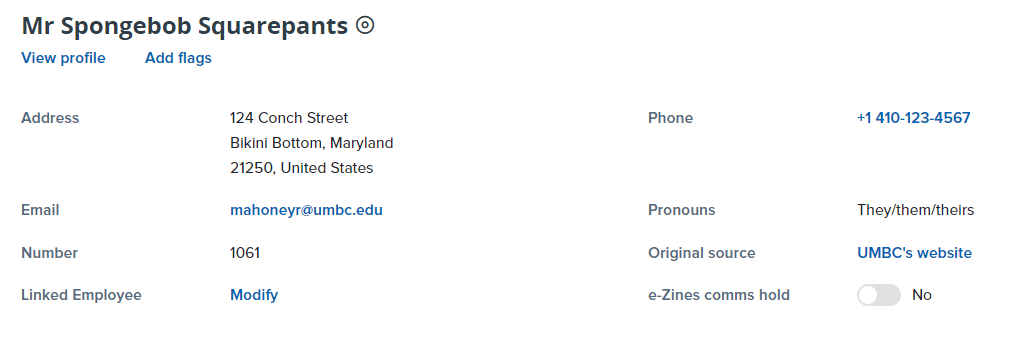 Mr Spongebob Squarepants
View profile Add flags
Address 124 Conch Street Phone +1 410-123-4567
Bikini Bottom, Maryland
21250, United States
Email mahoneyr@umbc.edu Pronouns They/them/theirs
Number 1061 Original source UMBC's website
Linked Employee Modify e-Zines comms hold No